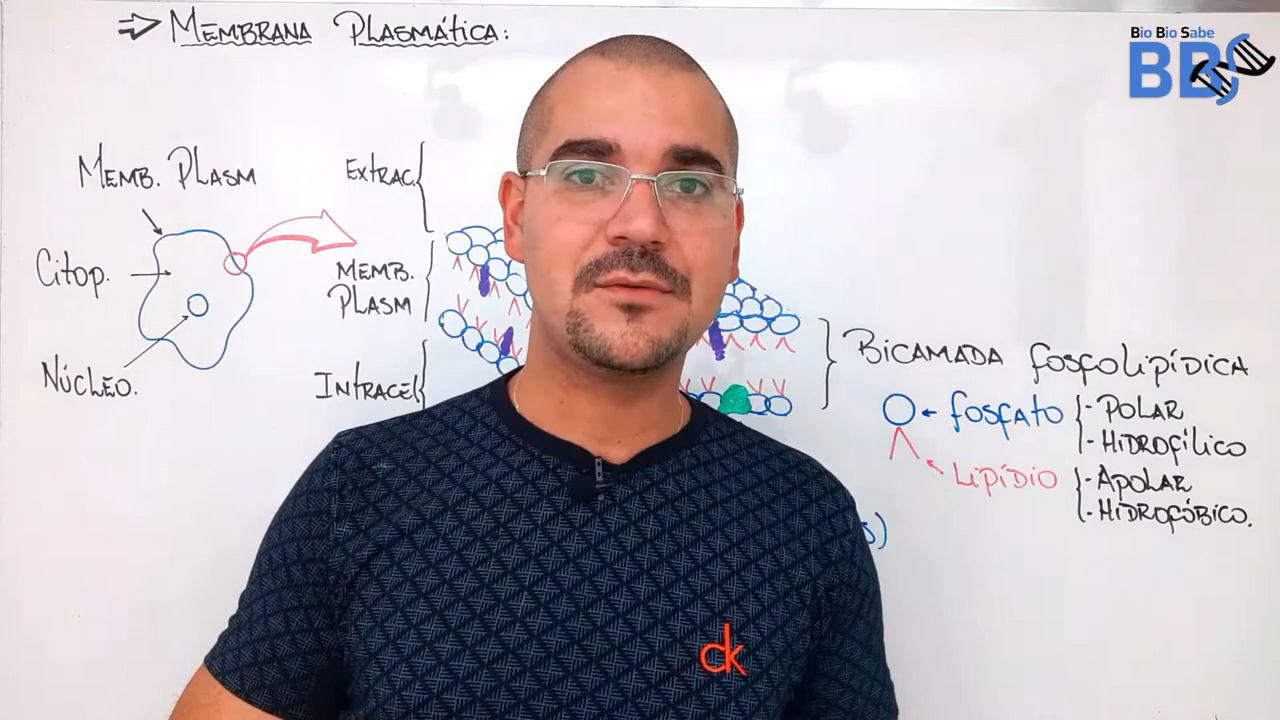 ⇒ MEMBRANA PLASMÁTICA:
Bio Bio Sabe
BBS
MEMB. PLASM
Citop.
NÚCLEO.
EXTRAC.
MEMB.
PLASM
INTRACEL
BICAMADA FOSFOLIPÍDICA
← FOSFATO
- POLAR
- HIDROFÍLICO
LIPÍDIO
- APOLAR
- HIDROFÓBICO.
S)
ck